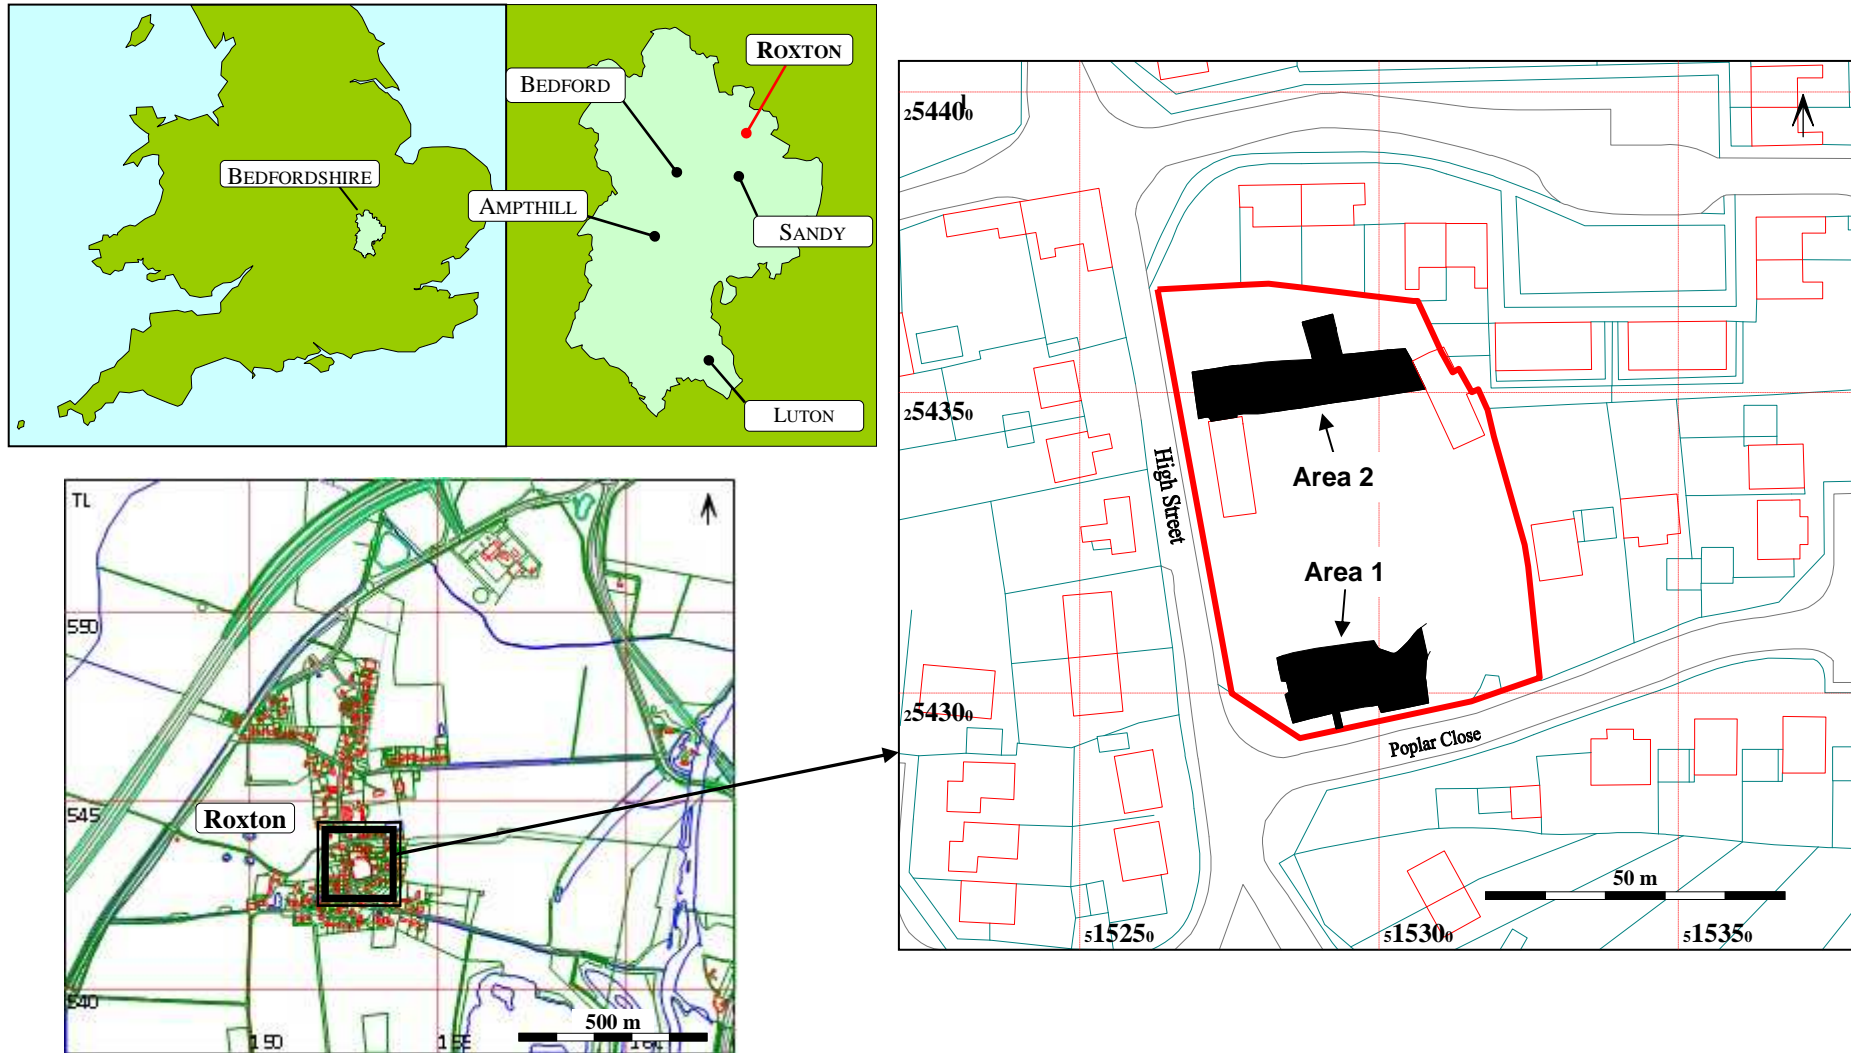 ROXTON
BEDFORD
BEDFORDSHIRE
AMPTHILL
SANDY
LUTON
TL
550
545
Roxton
540
150
155
500 m
254400
254350
High Street
Area 2
Area 1
254300
Poplar Close
50 m
515250
515300
515350